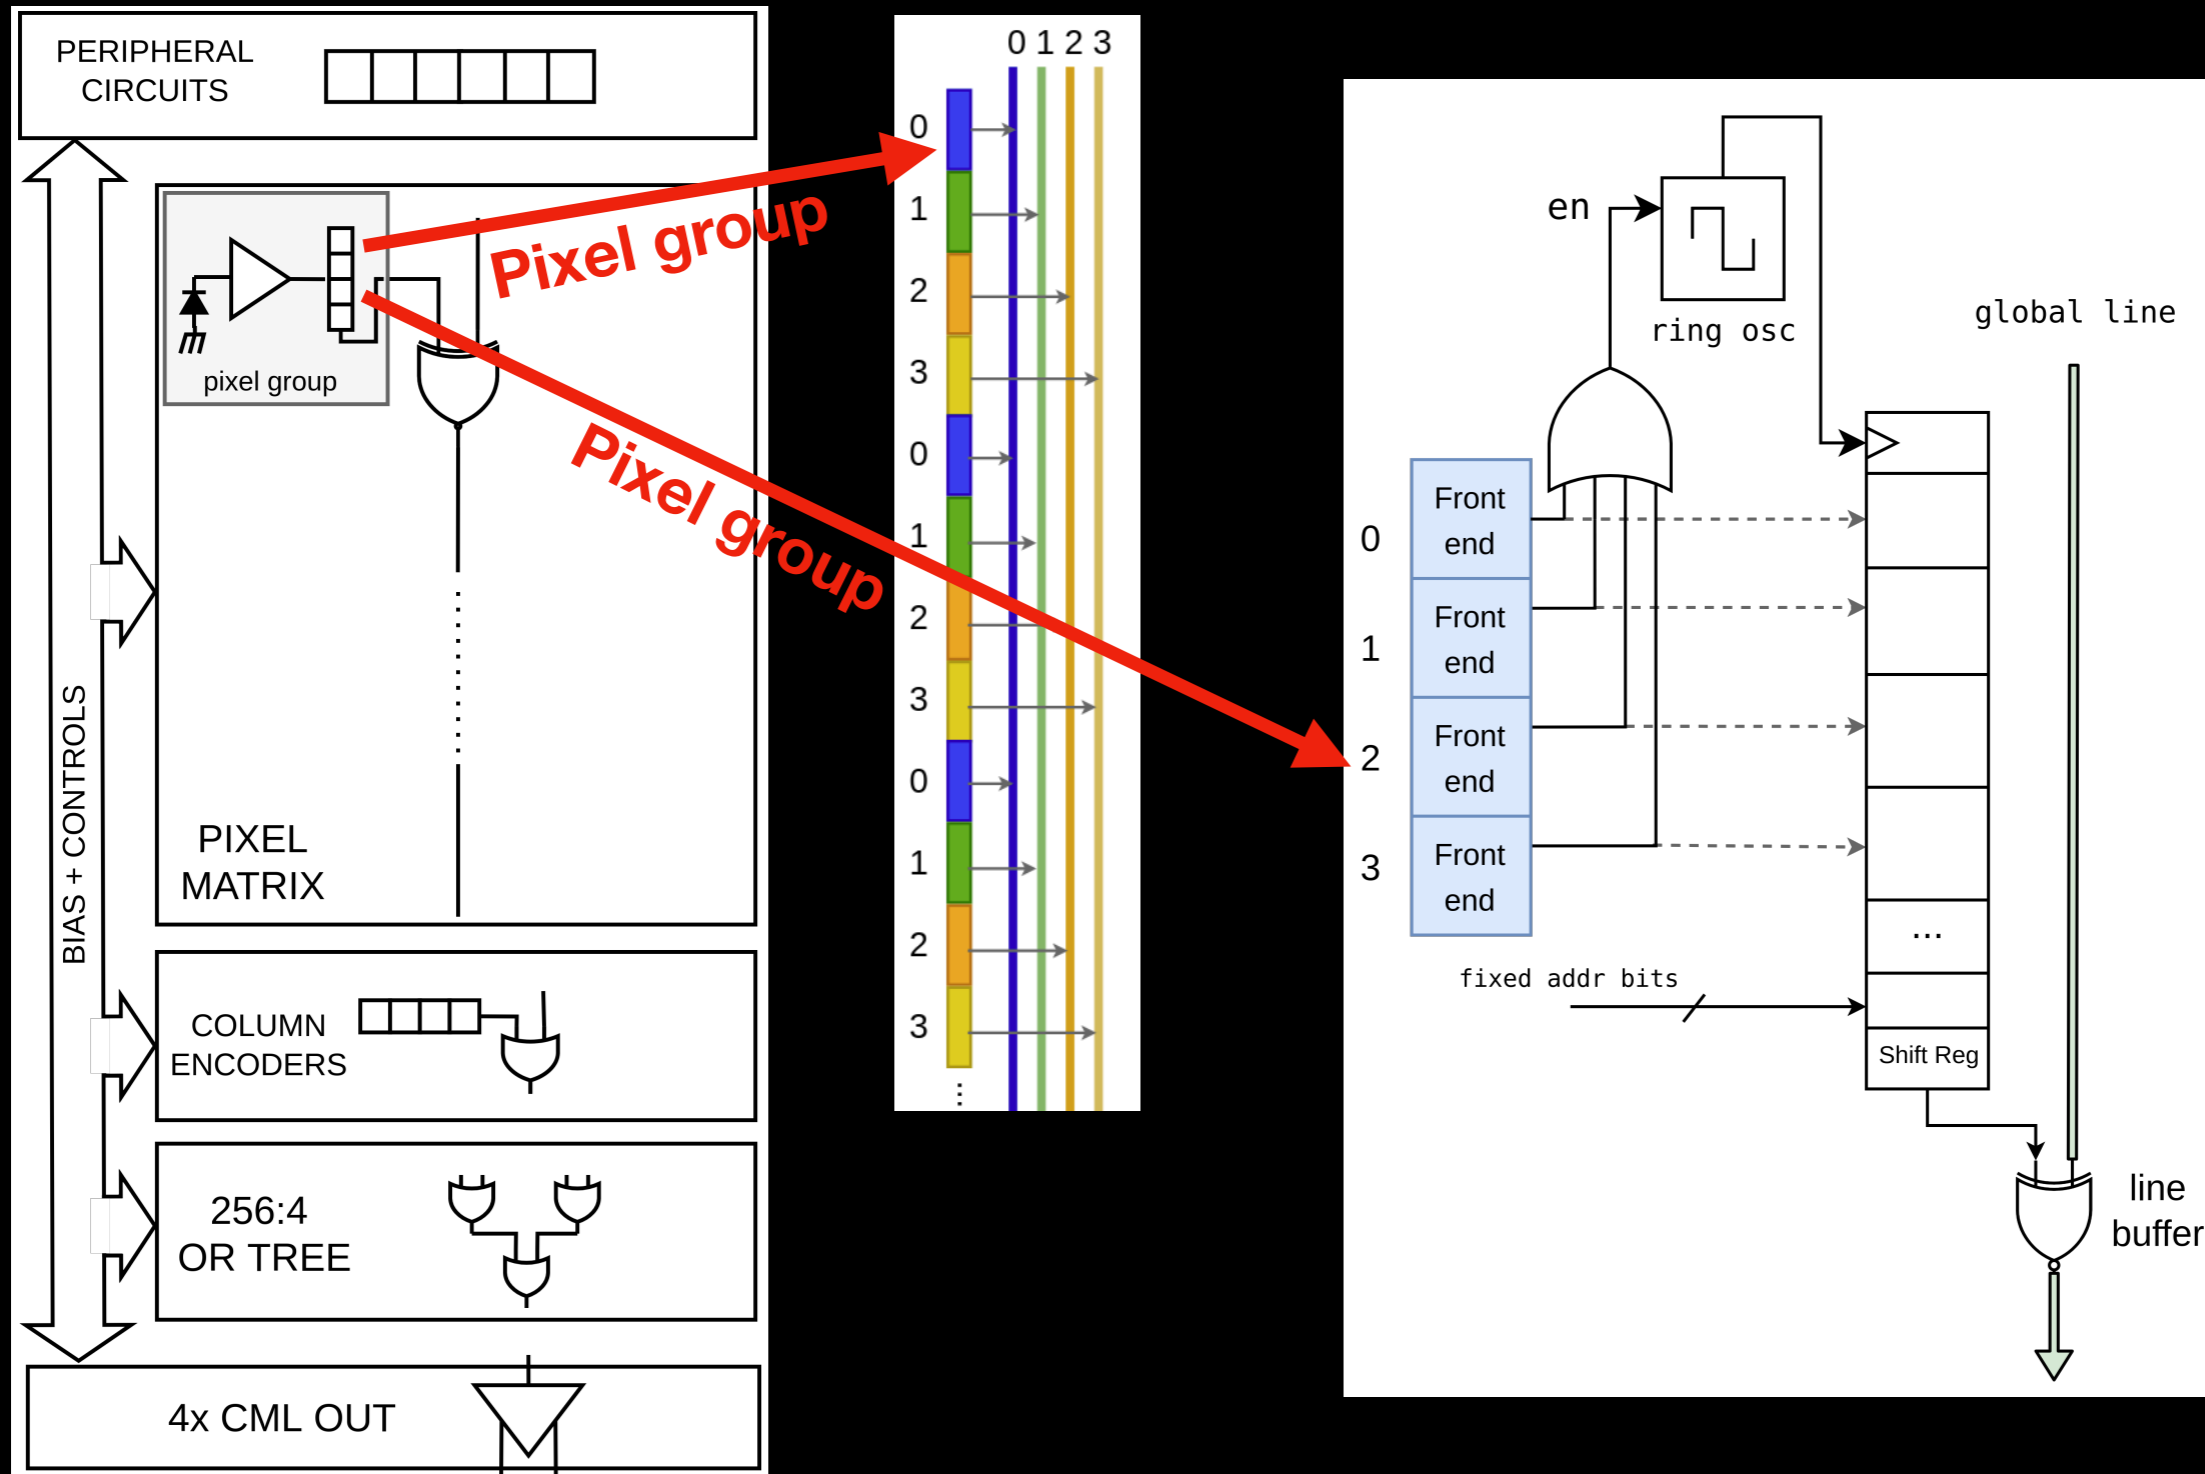 PERIPHERAL
CIRCUITS
pixel group
PIXEL
MATRIX
BIAS + CONTROLS
COLUMN
ENCODERS
256:4
OR TREE
4x CML OUT
Pixel group
Pixel group
0 1 2 3
0
1
2
3
0
1
2
3
0
1
2
3
⋮
en
ring osc
global line
0
Front
end
1
Front
end
2
Front
end
3
Front
end
...
fixed addr bits
Shift Reg
line
buffer